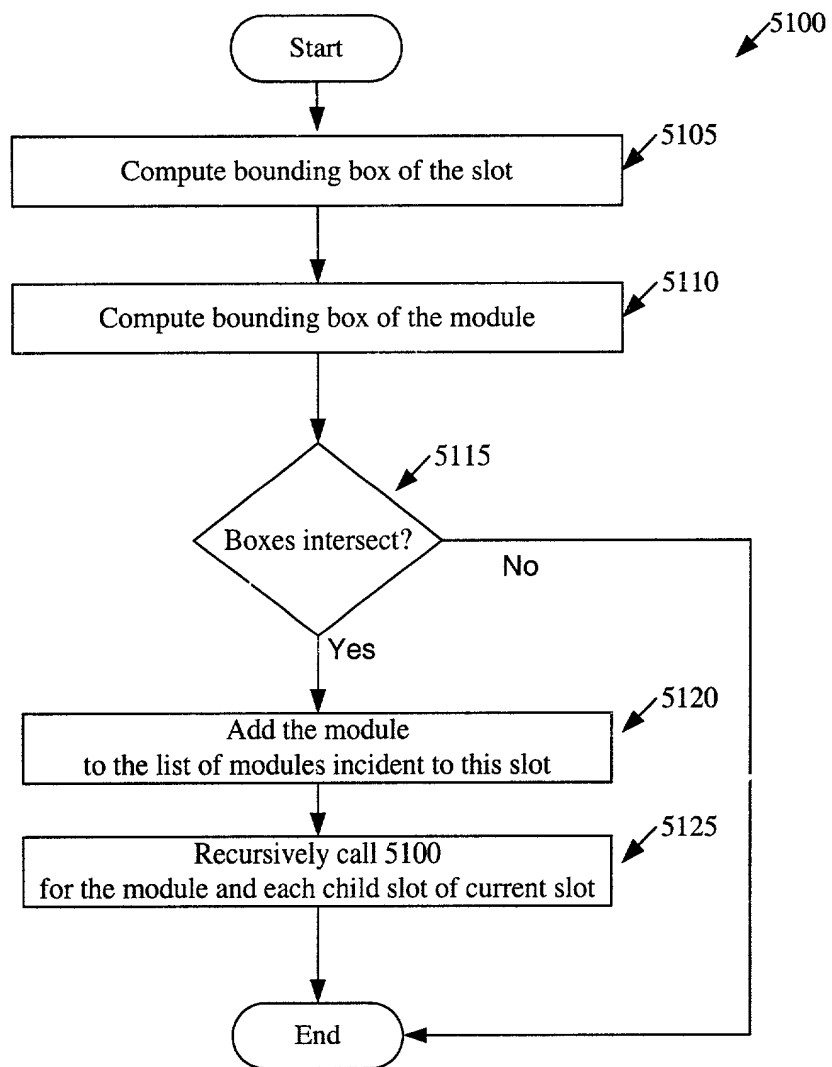 5100
Start
5105
Compute bounding box of the slot
5110
Compute bounding box of the module
5115
Boxes intersect?
No
Yes
5120
Add the module
to the list of modules incident to this slot
5125
Recursively call 5100
for the module and each child slot of current slot
End